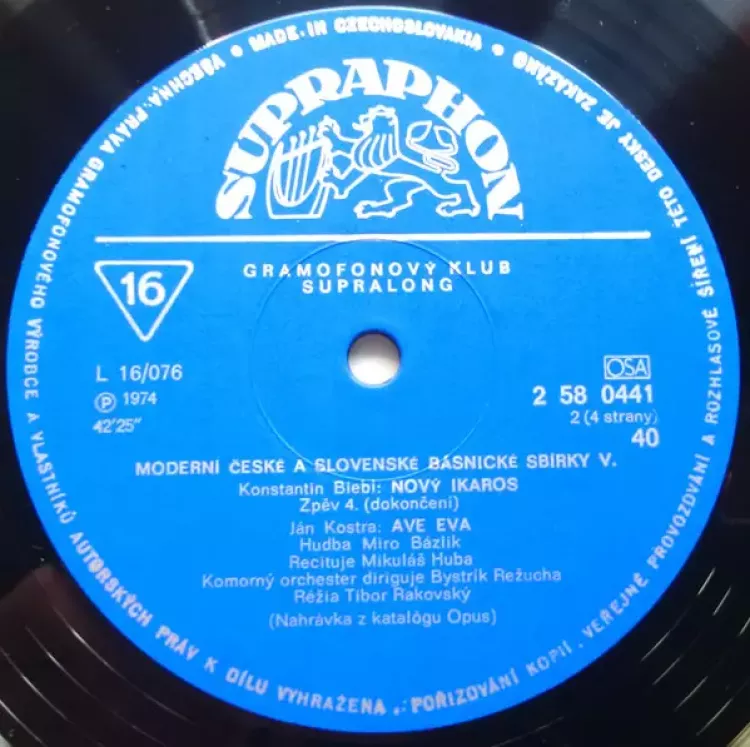 VŠECHNA PRÁVA GRAMOFONOVÉHO VÝROBCE A VLASTNÍKŮ AUTORSKÝCH PRÁV K DÍLU VYHRAŽENA . POŘIZOVÁNÍ KOPIÍ . VEŘEJNÉ PROVOZOVÁNÍ A ROZHLASOVÉ ŠÍŘENÍ TÉTO DESKY JE ZAKÁZÁNO • MADE IN CZECHOSLOVAKIA •
SUPRAPHON
16
GRAMOFONOVÝ KLUB
SUPRALONG
L 16/076
Ⓟ 1974
42'25"
OSA
2 58 0441
2 (4 strany)
40
MODERNÍ ČESKÉ A SLOVENSKÉ BÁSNICKÉ SBÍRKY V.
Konstantin Biebl: NOVÝ IKAROS
Zpěv 4. (dokončení)
Ján Kostra: AVE EVA
Hudba Miro Bázlik
Recituje Mikuláš Huba
Komorný orchester diriguje Bystrík Režucha
Réžia Tibor Rakovský
(Nahrávka z katalógu Opus)